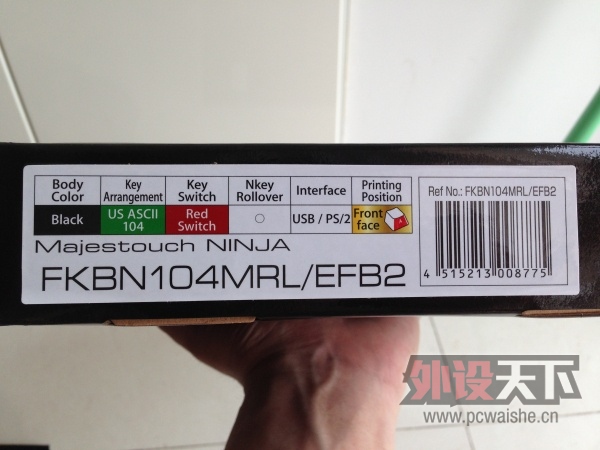 Body Color Key Arrangement Key Switch Nkey Rollover Interface Printing Position
Black US ASCII 104 Red Switch ○ USB / PS/2 Front face
Majestouch NINJA
FKBN104MRL/EFB2
Ref No.: FKBN104MRL/EFB2
4 515213 008775
外设天下
www.pcwaishe.cn